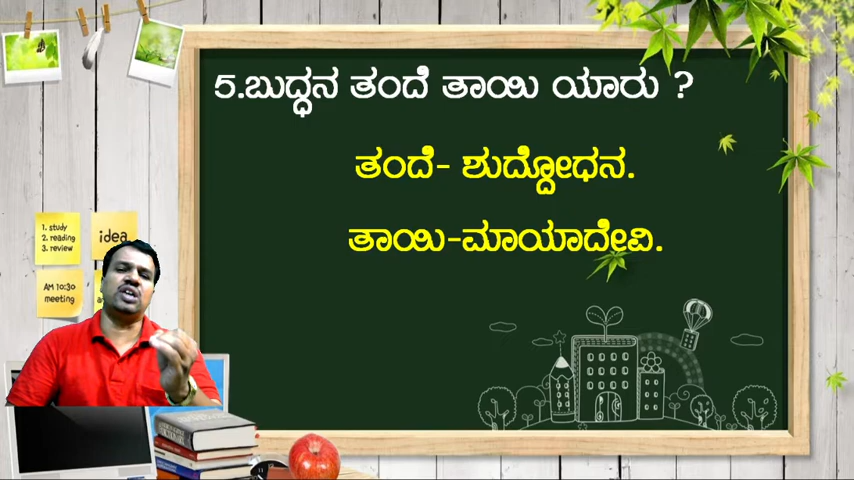 5.ಬುದ್ಧನ ತಂದೆ ತಾಯಿ ಯಾರು ?
ತಂದೆ- ಶುದ್ದೋಧನ.
ತಾಯಿ-ಮಾಯಾದೇವಿ.
1. study
2. reading
3. review
idea
AM 10:30
meeting